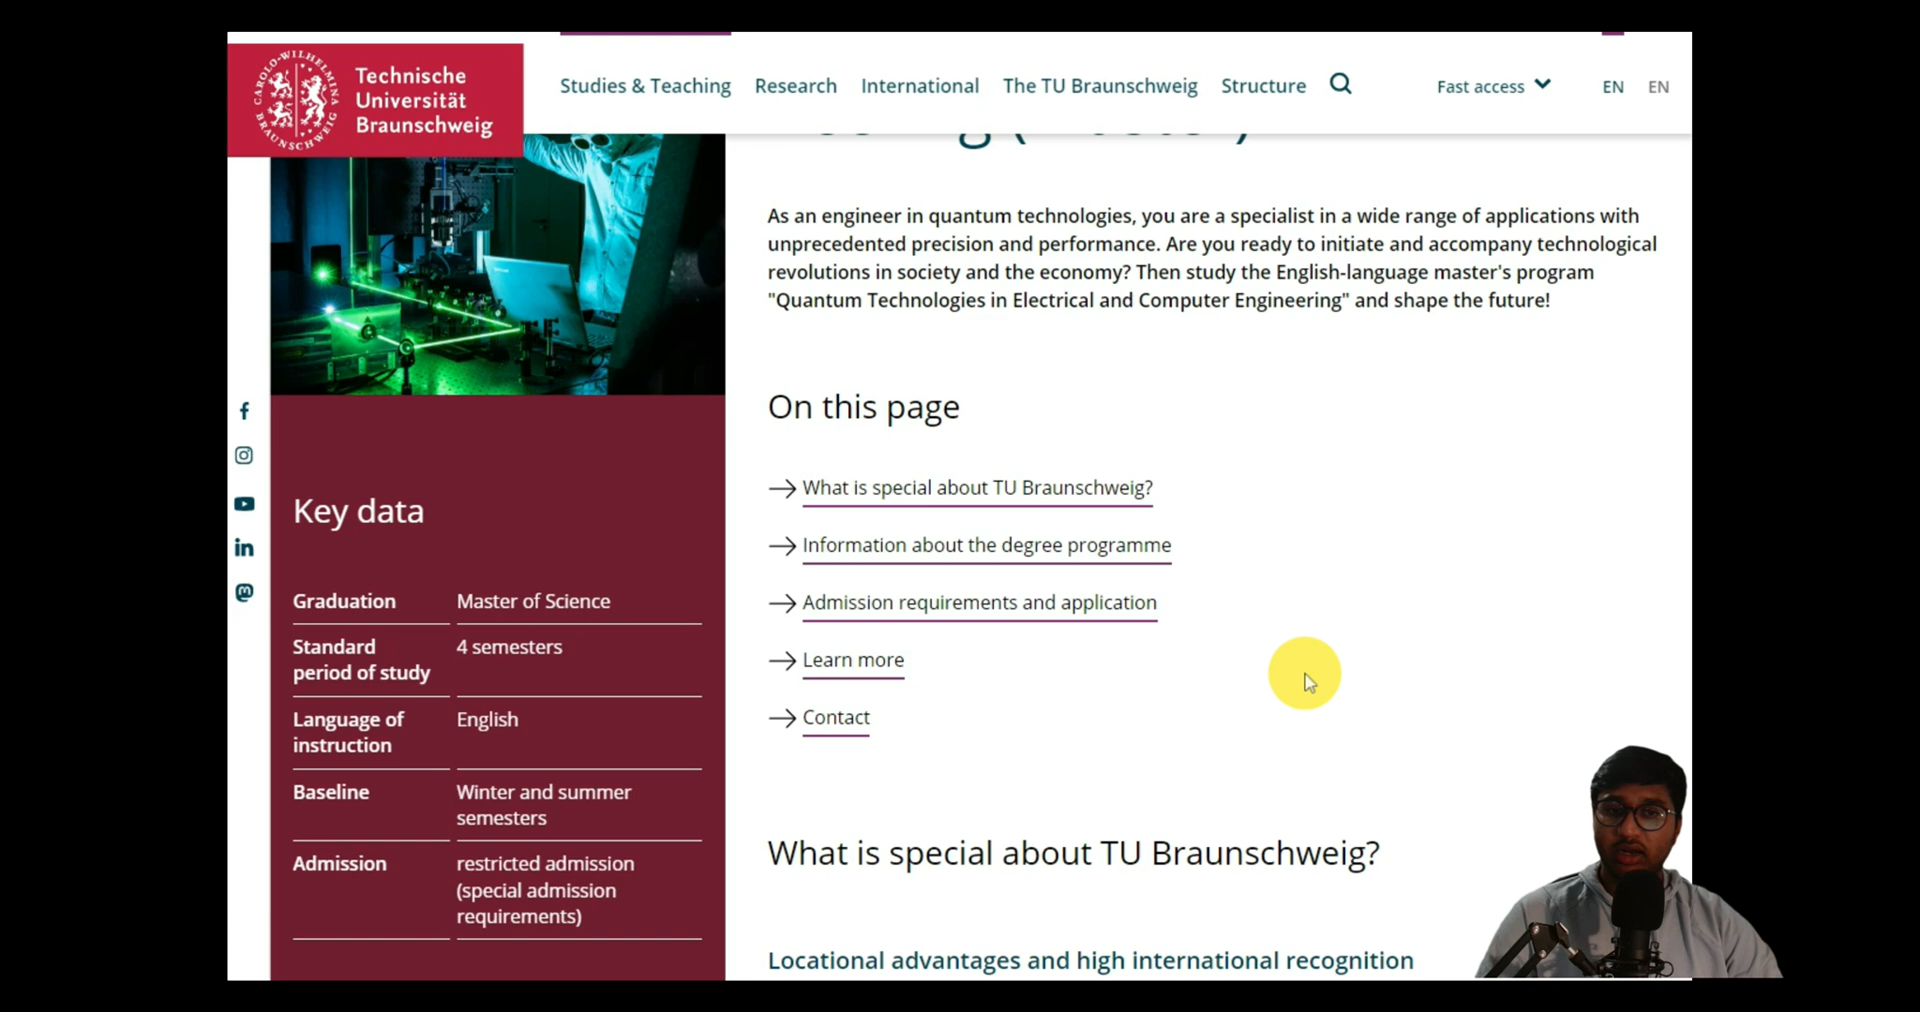 CAROLO-WILHELMINA
BRAUNSCHWEIG
Technische
Universität
Braunschweig
Studies & Teaching
Research
International
The TU Braunschweig
Structure
Fast access
EN
EN
As an engineer in quantum technologies, you are a specialist in a wide range of applications with
unprecedented precision and performance. Are you ready to initiate and accompany technological
revolutions in society and the economy? Then study the English-language master's program
"Quantum Technologies in Electrical and Computer Engineering" and shape the future!
On this page
What is special about TU Braunschweig?
Information about the degree programme
Admission requirements and application
Learn more
Contact
Key data
Graduation Master of Science
Standard 4 semesters
period of study
Language of English
instruction
Baseline Winter and summer
semesters
Admission restricted admission
(special admission
requirements)
What is special about TU Braunschweig?
Locational advantages and high international recognition